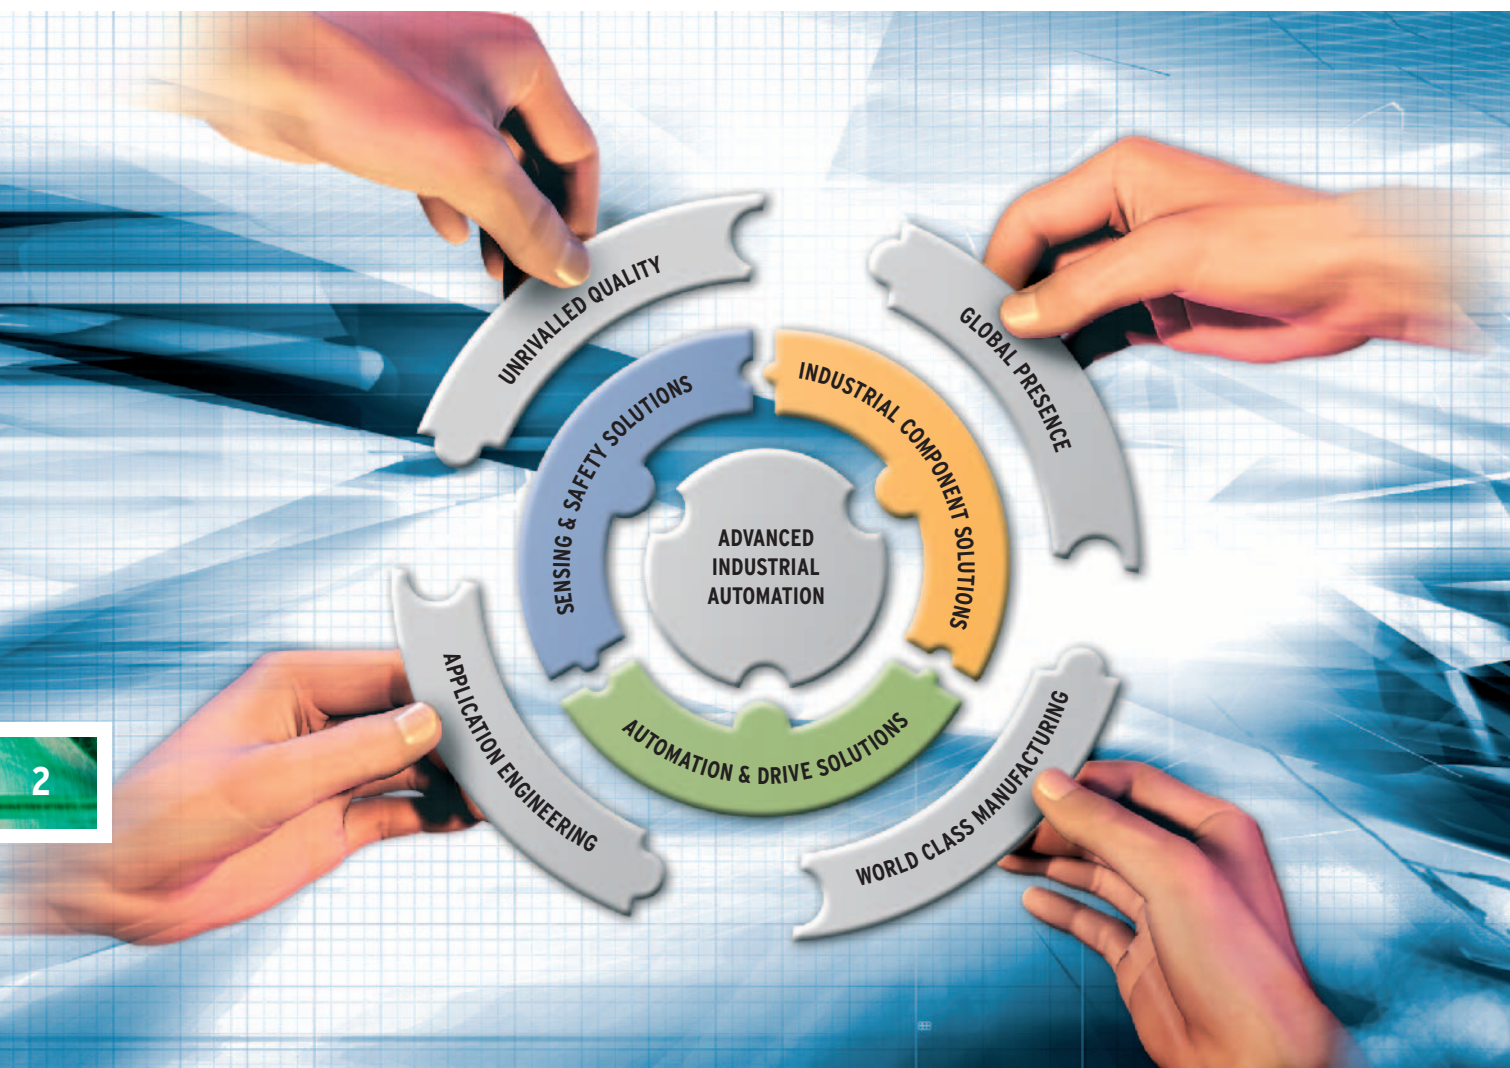 UNRIVALLED QUALITY
GLOBAL PRESENCE
SENSING & SAFETY SOLUTIONS
INDUSTRIAL COMPONENT SOLUTIONS
ADVANCED
INDUSTRIAL
AUTOMATION
APPLICATION ENGINEERING
AUTOMATION & DRIVE SOLUTIONS
WORLD CLASS MANUFACTURING
2